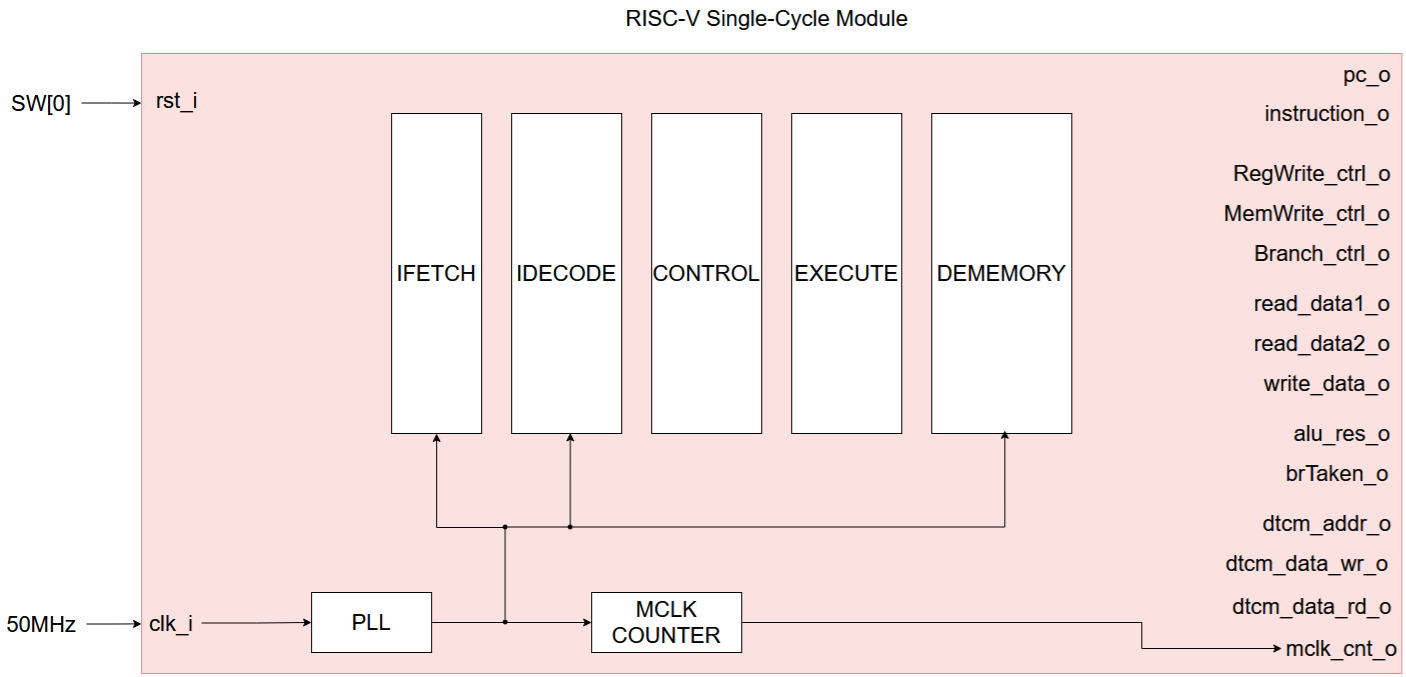 RISC-V Single-Cycle Module
SW[0]
rst_i
pc_o
instruction_o
RegWrite_ctrl_o
MemWrite_ctrl_o
Branch_ctrl_o
IFETCH
IDECODE
CONTROL
EXECUTE
DEMEMORY
read_data1_o
read_data2_o
write_data_o
alu_res_o
brTaken_o
dtcm_addr_o
dtcm_data_wr_o
dtcm_data_rd_o
50MHz
clk_i
PLL
MCLK
COUNTER
mclk_cnt_o